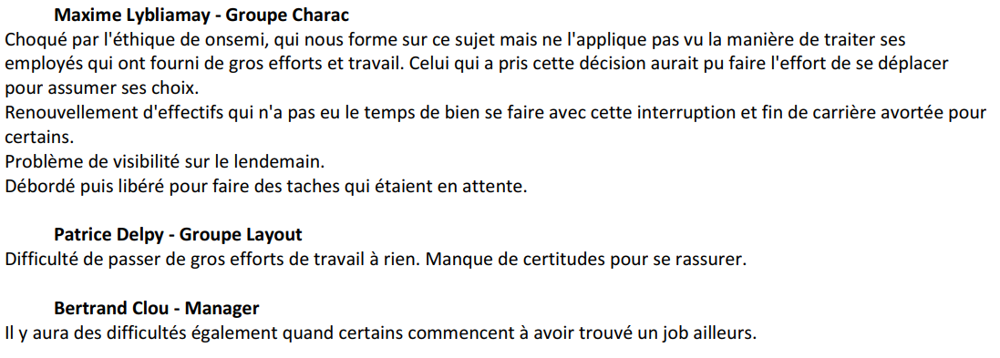 Maxime Lybliamay - Groupe Charac
Choqué par l'éthique de onsemi, qui nous forme sur ce sujet mais ne l'applique pas vu la manière de traiter ses
employés qui ont fourni de gros efforts et travail. Celui qui a pris cette décision aurait pu faire l'effort de se déplacer
pour assumer ses choix.
Renouvellement d'effectifs qui n'a pas eu le temps de bien se faire avec cette interruption et fin de carrière avortée pour
certains.
Problème de visibilité sur le lendemain.
Débordé puis libéré pour faire des taches qui étaient en attente.
Patrice Delpy - Groupe Layout
Difficulté de passer de gros efforts de travail à rien. Manque de certitudes pour se rassurer.
Bertrand Clou - Manager
Il y aura des difficultés également quand certains commencent à avoir trouvé un job ailleurs.